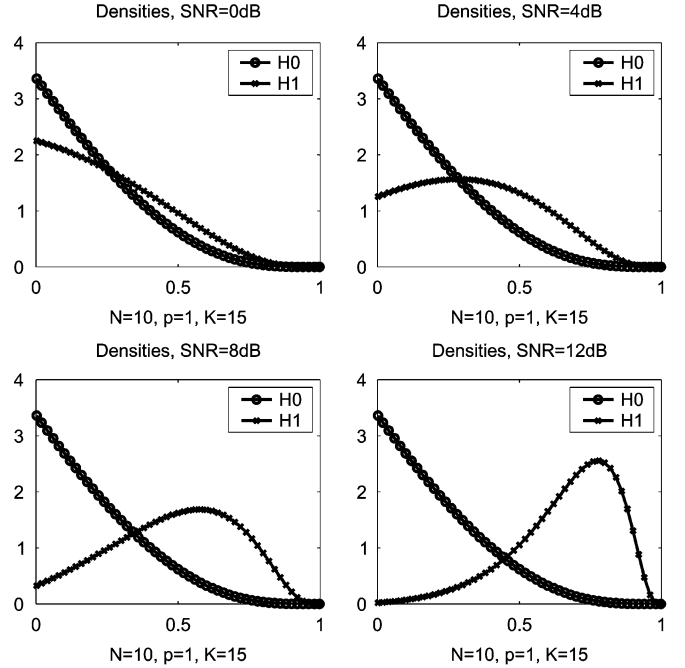 Densities, SNR=0dB
4
3
2
1
0
H0
H1
0
0.5
1
N=10, p=1, K=15
Densities, SNR=4dB
4
3
2
1
0
H0
H1
0
0.5
1
N=10, p=1, K=15
Densities, SNR=8dB
4
3
2
1
0
H0
H1
0
0.5
1
N=10, p=1, K=15
Densities, SNR=12dB
4
3
2
1
0
H0
H1
0
0.5
1
N=10, p=1, K=15